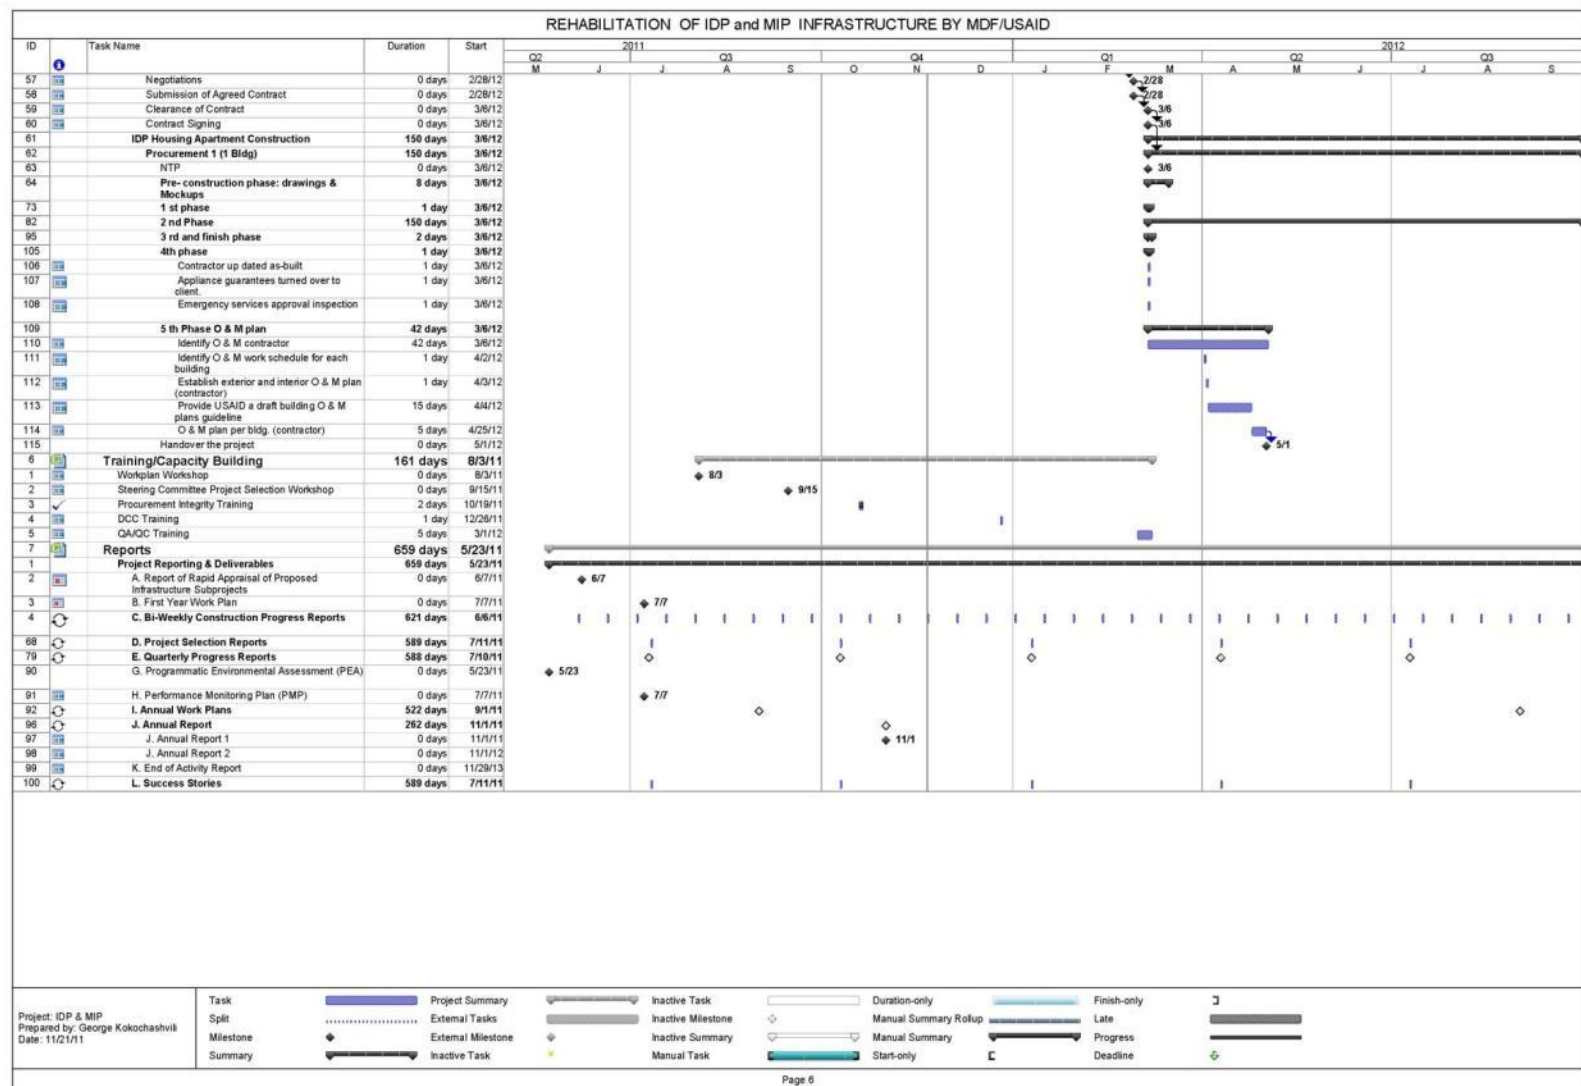 REHABILITATION OF IDP and MIP INFRASTRUCTURE BY MDF/USAID
ID Task Name Duration Start 2011 2012
Q2 Q3 Q4 Q1 Q2 Q3
M J J A S O N D J F M A M J J A S
57 Negotiations 0 days 2/28/12 2/28
58 Submission of Agreed Contract 0 days 2/28/12 2/28
59 Clearance of Contract 0 days 3/6/12 3/6
60 Contract Signing 0 days 3/6/12 3/6
61 IDP Housing Apartment Construction 150 days 3/6/12
62 Procurement 1 (1 Bldg) 150 days 3/6/12
63 NTP 0 days 3/6/12 3/6
64 Pre- construction phase: drawings & 8 days 3/6/12
Mockups
73 1 st phase 1 day 3/6/12
82 2 nd Phase 150 days 3/6/12
95 3 rd and finish phase 2 days 3/6/12
105 4th phase 1 day 3/6/12
106 Contractor up dated as-built 1 day 3/6/12
107 Appliance guarantees turned over to 1 day 3/6/12
client.
108 Emergency services approval inspection 1 day 3/6/12
109 5 th Phase O & M plan 42 days 3/6/12
110 Identify O & M contractor 42 days 3/6/12
111 Identify O & M work schedule for each 1 day 4/2/12
building
112 Establish exterior and interior O & M plan 1 day 4/3/12
(contractor)
113 Provide USAID a draft building O & M 15 days 4/4/12
plans guideline
114 O & M plan per bldg. (contractor) 5 days 4/25/12
115 Handover the project 0 days 5/1/12 5/1
6 Training/Capacity Building 161 days 8/3/11
1 Workplan Workshop 0 days 8/3/11 8/3
2 Steering Committee Project Selection Workshop 0 days 9/15/11 9/15
3 Procurement Integrity Training 2 days 10/19/11
4 DCC Training 1 day 12/26/11
5 QA/QC Training 5 days 3/1/12
7 Reports 659 days 5/23/11
1 Project Reporting & Deliverables 659 days 5/23/11
2 A. Report of Rapid Appraisal of Proposed 0 days 6/7/11 6/7
Infrastructure Subprojects
3 B. First Year Work Plan 0 days 7/7/11 7/7
4 C. Bi-Weekly Construction Progress Reports 621 days 6/6/11
68 D. Project Selection Reports 589 days 7/11/11
79 E. Quarterly Progress Reports 588 days 7/10/11
90 G. Programmatic Environmental Assessment (PEA) 0 days 5/23/11 5/23
91 H. Performance Monitoring Plan (PMP) 0 days 7/7/11 7/7
92 I. Annual Work Plans 522 days 9/1/11
96 J. Annual Report 262 days 11/1/11
97 J. Annual Report 1 0 days 11/1/11 11/1
98 J. Annual Report 2 0 days 11/1/12
99 K. End of Activity Report 0 days 11/29/13
100 L. Success Stories 589 days 7/11/11
Project: IDP & MIP
Prepared by: George Kokochashvili
Date: 11/21/11
Task Project Summary Inactive Task Duration-only Finish-only
Split External Tasks Inactive Milestone Manual Summary Rollup Late
Milestone External Milestone Inactive Summary Manual Summary Progress
Summary Inactive Task Manual Task Start-only Deadline
Page 6